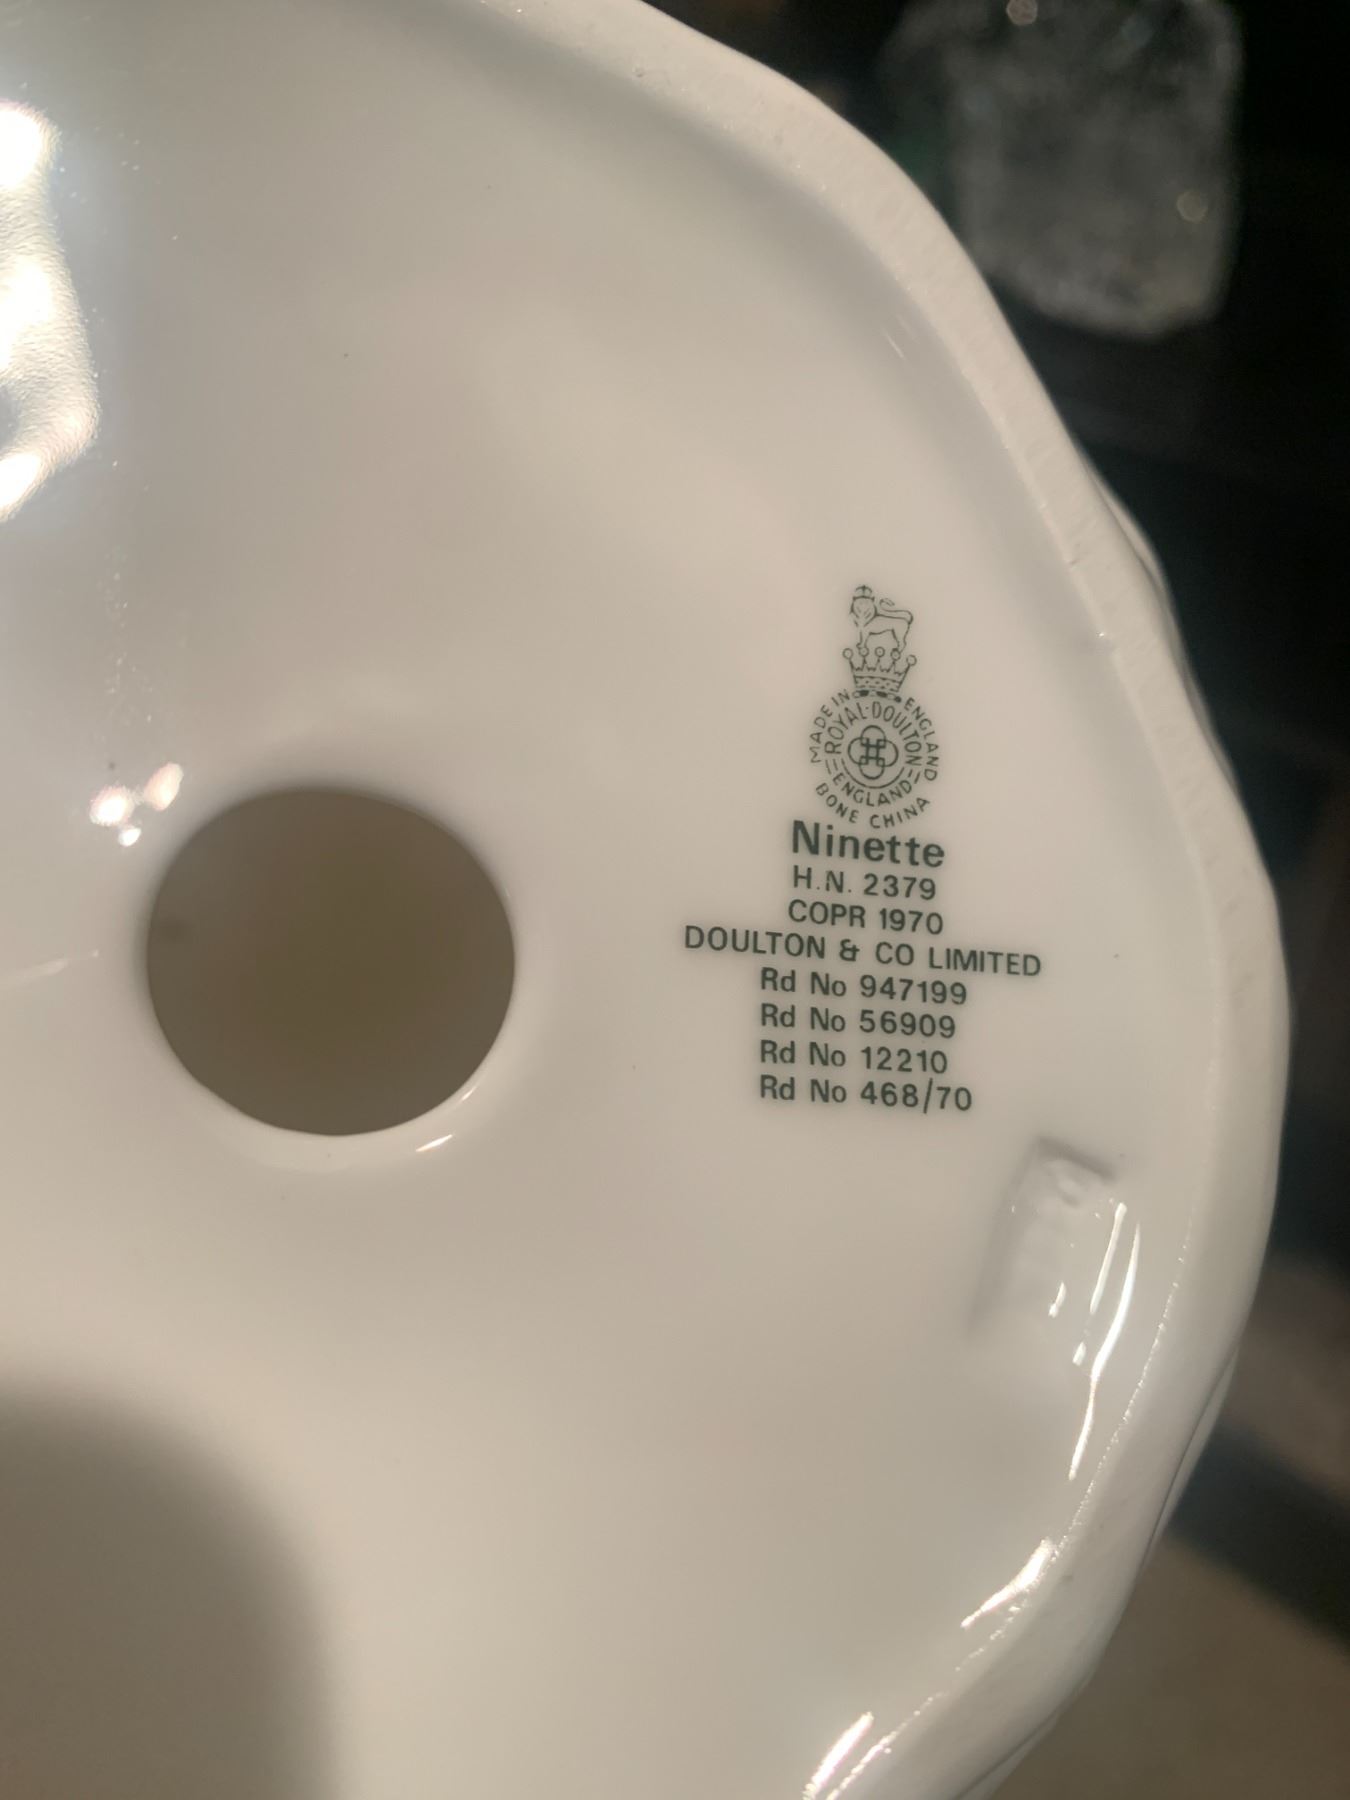 MADE IN ENGLAND
ROYAL·DOULTON
ENGLAND
BONE CHINA
Ninette
H.N. 2379
COPR 1970
DOULTON & CO LIMITED
Rd No 947199
Rd No 56909
Rd No 12210
Rd No 468/70